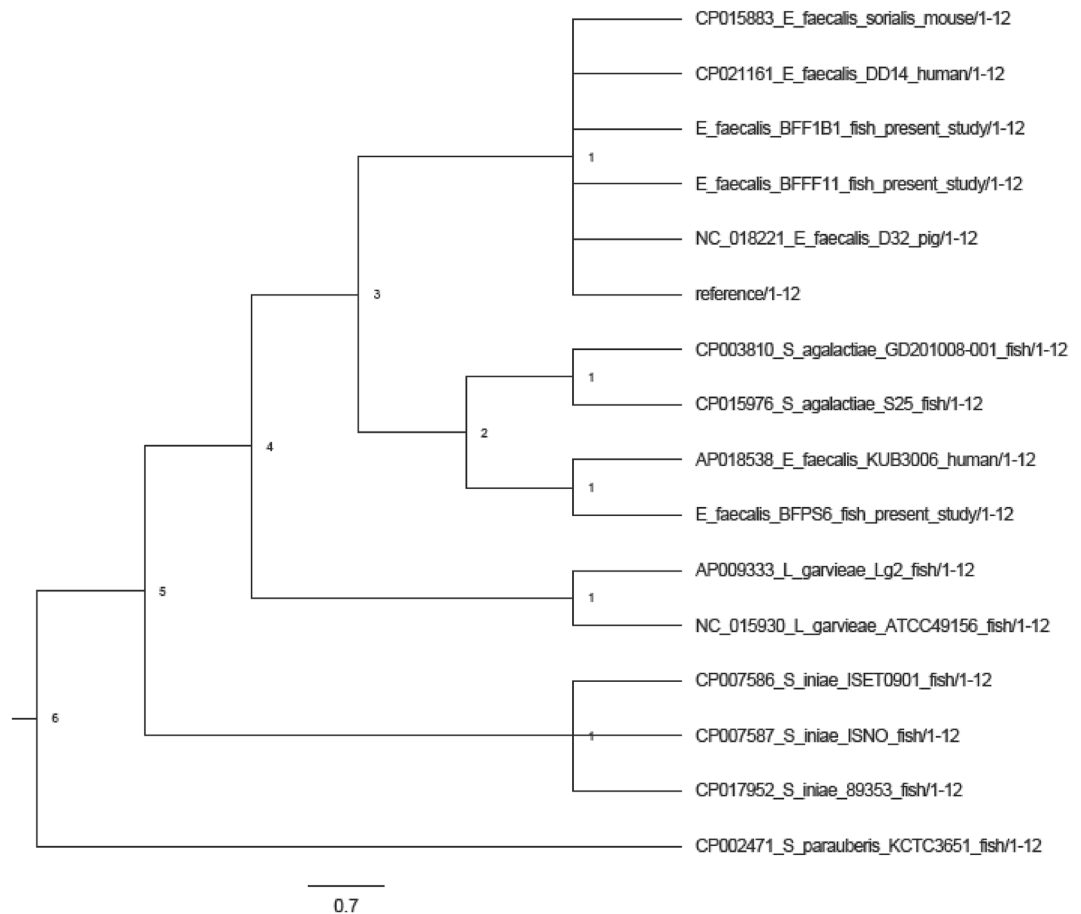 CP015883_E_faecalis_sorialis_mouse/1-12
CP021161_E_faecalis_DD14_human/1-12
E_faecalis_BFF1B1_fish_present_study/1-12
1
E_faecalis_BFFF11_fish_present_study/1-12
NC_018221_E_faecalis_D32_pig/1-12
3
reference/1-12
CP003810_S_agalactiae_GD201008-001_fish/1-12
1
CP015976_S_agalactiae_S25_fish/1-12
2
4
AP018538_E_faecalis_KUB3006_human/1-12
1
E_faecalis_BFPS6_fish_present_study/1-12
AP009333_L_garvieae_Lg2_fish/1-12
5
1
NC_015930_L_garvieae_ATCC49156_fish/1-12
CP007586_S_iniae_ISET0901_fish/1-12
6
CP007587_S_iniae_ISNO_fish/1-12
1
CP017952_S_iniae_89353_fish/1-12
CP002471_S_parauberis_KCTC3651_fish/1-12
0.7